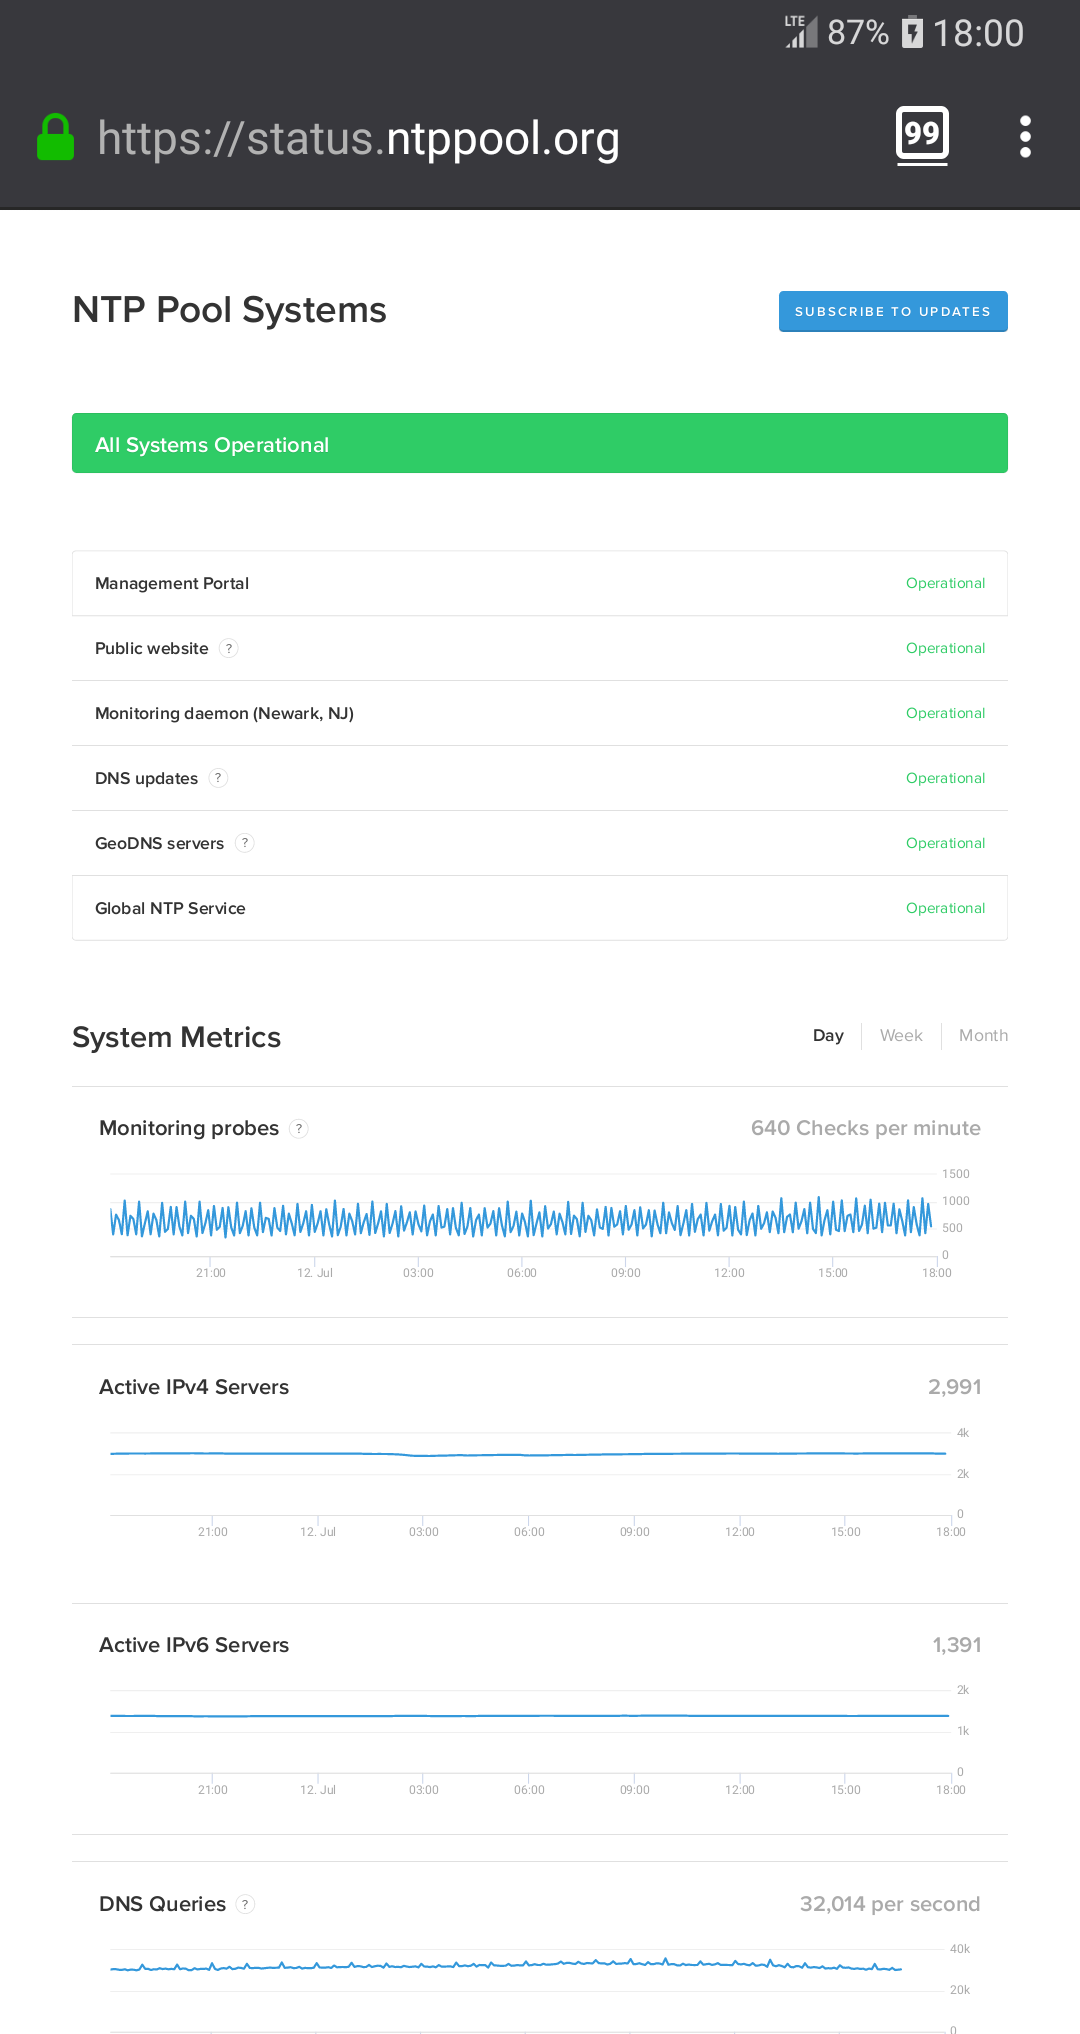 LTE 87% 18:00
https://status.ntppool.org 99
NTP Pool Systems SUBSCRIBE TO UPDATES
All Systems Operational
Management Portal Operational
Public website ? Operational
Monitoring daemon (Newark, NJ) Operational
DNS updates ? Operational
GeoDNS servers ? Operational
Global NTP Service Operational
System Metrics Day Week Month
Monitoring probes ? 640 Checks per minute
1500
1000
500
0
21:00 12. Jul 03:00 06:00 09:00 12:00 15:00 18:00
Active IPv4 Servers 2,991
4k
2k
0
21:00 12. Jul 03:00 06:00 09:00 12:00 15:00 18:00
Active IPv6 Servers 1,391
2k
1k
0
21:00 12. Jul 03:00 06:00 09:00 12:00 15:00 18:00
DNS Queries ? 32,014 per second
40k
20k
0